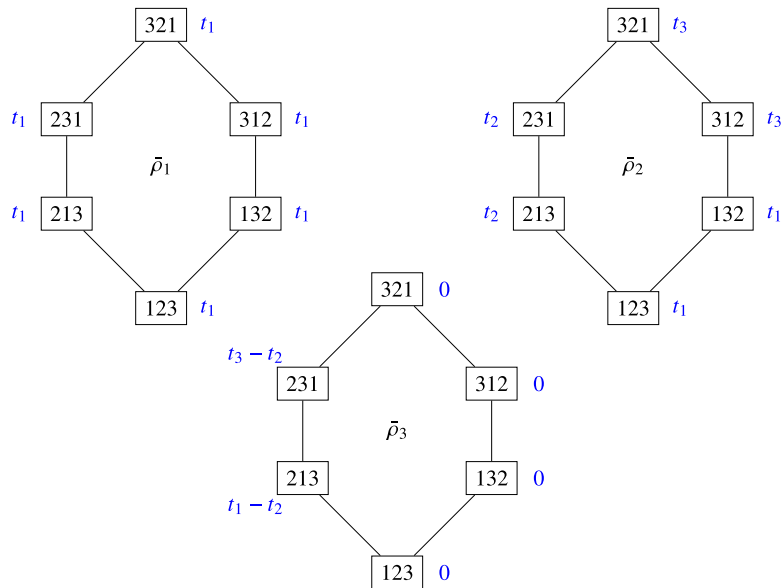 321 t₁ 321 t₃
t₁ 231 312 t₁ t₂ 231 312 t₃
ρ̄₁ ρ̄₂
t₁ 213 132 t₁ t₂ 213 132 t₁
123 t₁ 123 t₁
321 0
t₃ − t₂
231 312 0
ρ̄₃
213 132 0
t₁ − t₂
123 0